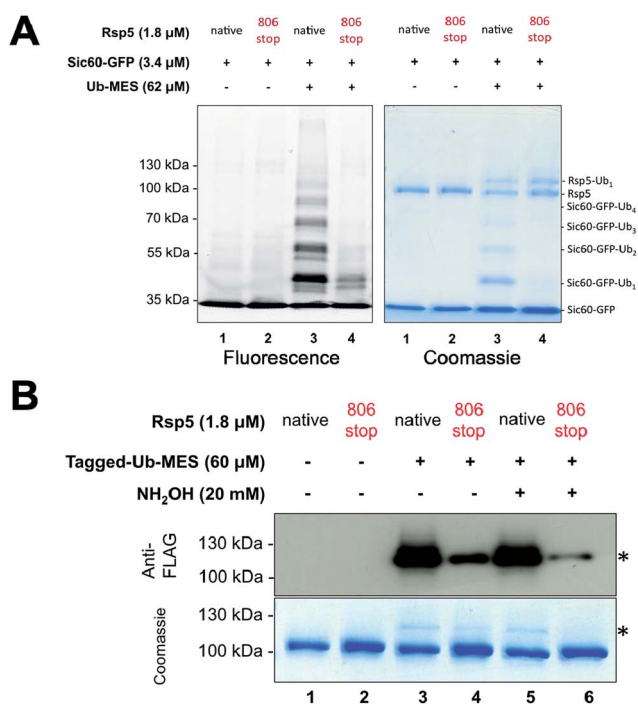 A
Rsp5 (1.8 µM) native 806 stop native 806 stop native 806 stop native 806 stop
Sic60-GFP (3.4 µM) + + + + + + + +
Ub-MES (62 µM) - - + + - - + +
130 kDa -
100 kDa -
70 kDa -
55 kDa -
35 kDa -
Rsp5-Ub1
Rsp5
Sic60-GFP-Ub4
Sic60-GFP-Ub3
Sic60-GFP-Ub2
Sic60-GFP-Ub1
Sic60-GFP
1 2 3 4 1 2 3 4
Fluorescence Coomassie
B
Rsp5 (1.8 µM) native 806 stop native 806 stop native 806 stop
Tagged-Ub-MES (60 µM) - - + + + +
NH2OH (20 mM) - - - - + +
Anti-FLAG
130 kDa -
100 kDa -
*
Coomassie
130 kDa -
100 kDa -
*
1 2 3 4 5 6